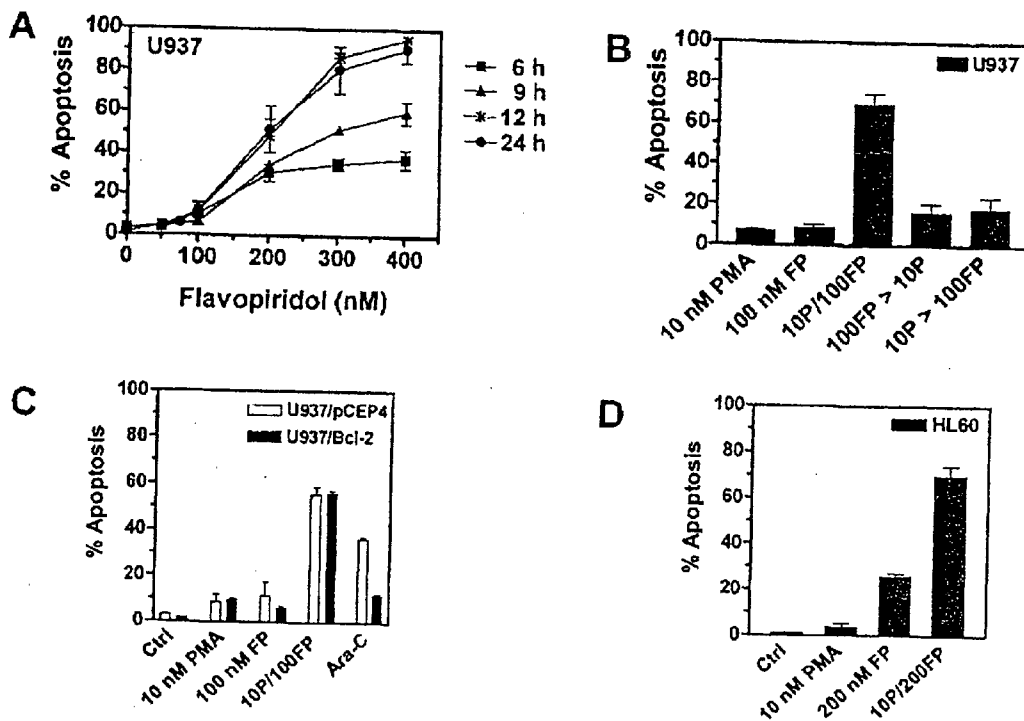 A
U937
% Apoptosis
100
80
60
40
20
0
0 100 200 300 400
Flavopiridol (nM)
6 h
9 h
12 h
24 h
B
U937
% Apoptosis
100
80
60
40
20
0
10 nM PMA
100 nM FP
10P/100FP
100FP > 10P
10P > 100FP
C
U937/pCEP4
U937/Bcl-2
% Apoptosis
100
80
60
40
20
0
Ctrl
10 nM PMA
100 nM FP
10P/100FP
Ara-C
D
HL60
% Apoptosis
100
80
60
40
20
0
Ctrl
10 nM PMA
200 nM FP
10P/200FP